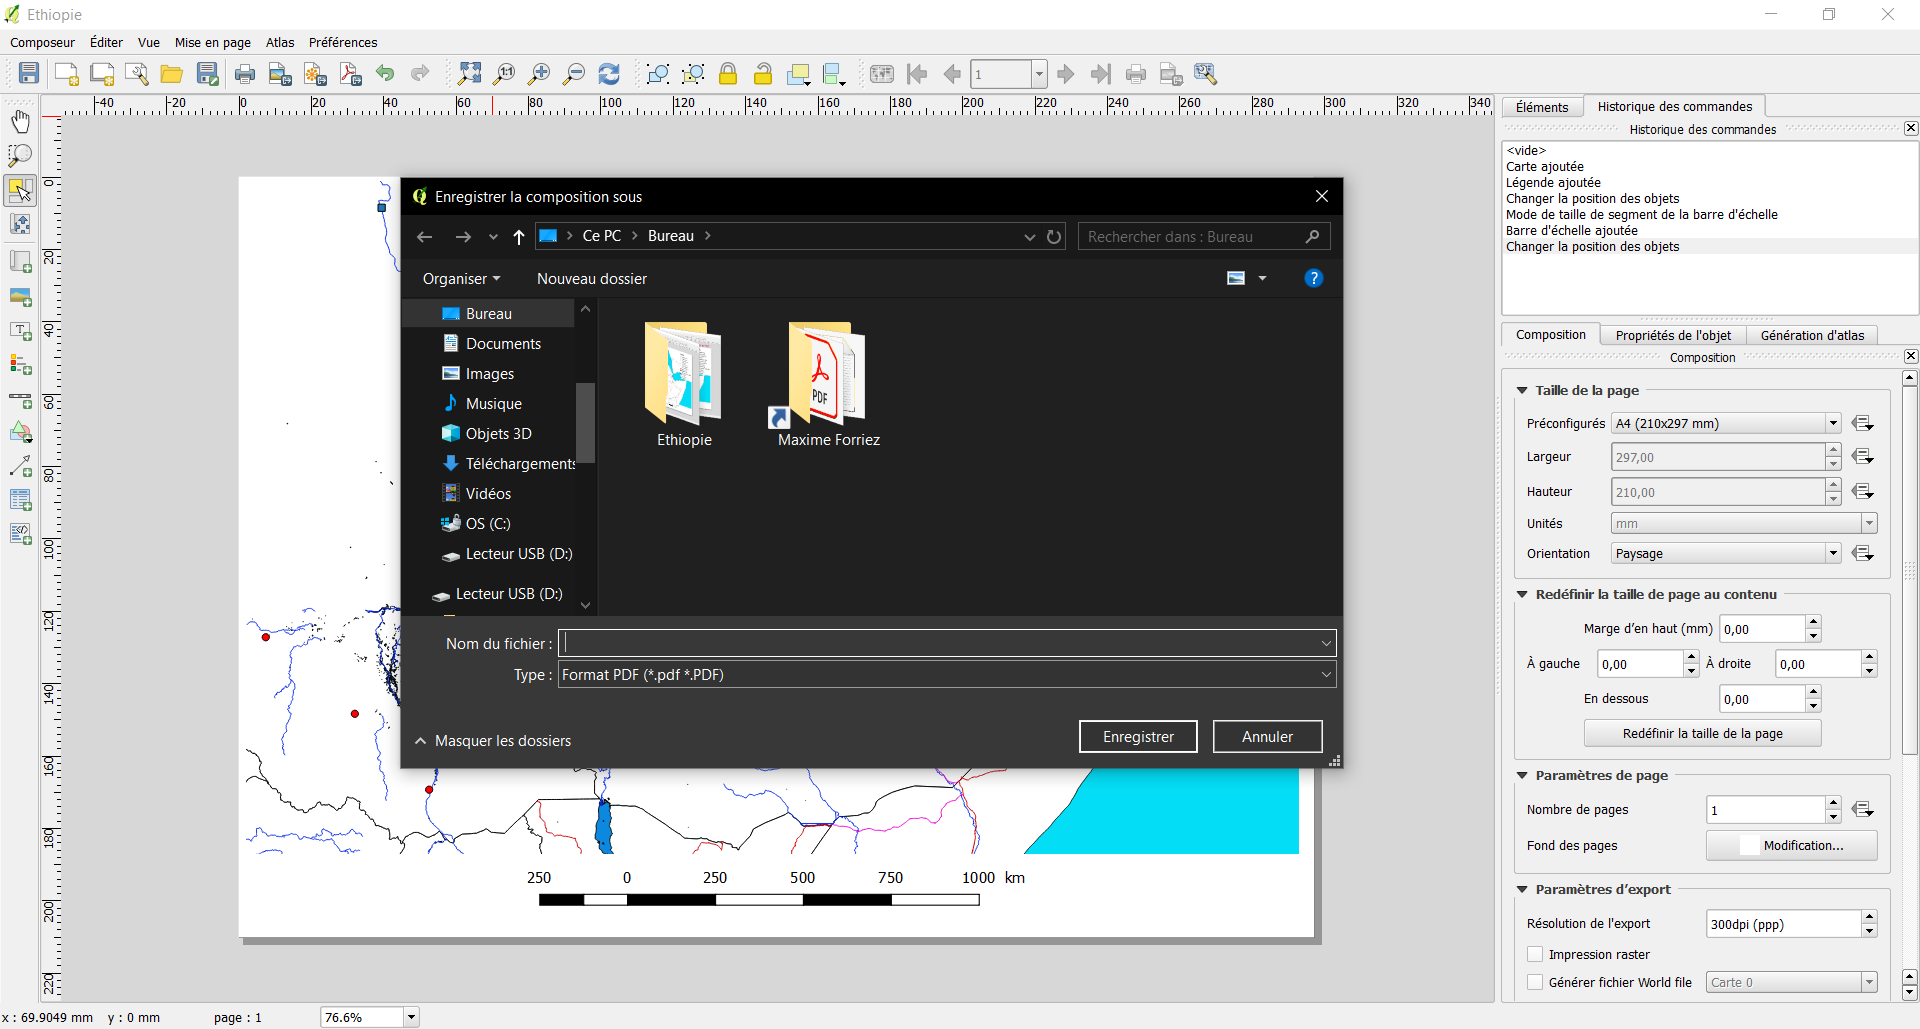 Ethiopie
Composeur Éditer Vue Mise en page Atlas Préférences
1
-40 -20 0 20 40 60 80 100 120 140 160 180 200 220 240 260 280 300 320 340
0
20
40
60
80
100
120
140
160
180
200
220
Enregistrer la composition sous
Ce PC Bureau
Rechercher dans : Bureau
Organiser Nouveau dossier
Bureau
Documents
Images
Musique
Objets 3D
Téléchargements
Vidéos
OS (C:)
Lecteur USB (D:)
Lecteur USB (D:)
PDF
Ethiopie Maxime Forriez
Nom du fichier :
Type : Format PDF (*.pdf *.PDF)
Masquer les dossiers
Enregistrer Annuler
250 0 250 500 750 1000 km
Éléments Historique des commandes
Historique des commandes
<vide>
Carte ajoutée
Légende ajoutée
Changer la position des objets
Mode de taille de segment de la barre d'échelle
Barre d'échelle ajoutée
Changer la position des objets
Composition Propriétés de l'objet Génération d'atlas
Composition
Taille de la page
Préconfigurés A4 (210x297 mm)
Largeur 297,00
Hauteur 210,00
Unités mm
Orientation Paysage
Redéfinir la taille de page au contenu
Marge d’en haut (mm) 0,00
À gauche 0,00 À droite 0,00
En dessous 0,00
Redéfinir la taille de la page
Paramètres de page
Nombre de pages 1
Fond des pages Modification...
Paramètres d’export
Résolution de l'export 300dpi (ppp)
Impression raster
Générer fichier World file Carte 0
x : 69.9049 mm y : 0 mm page : 1 76.6%